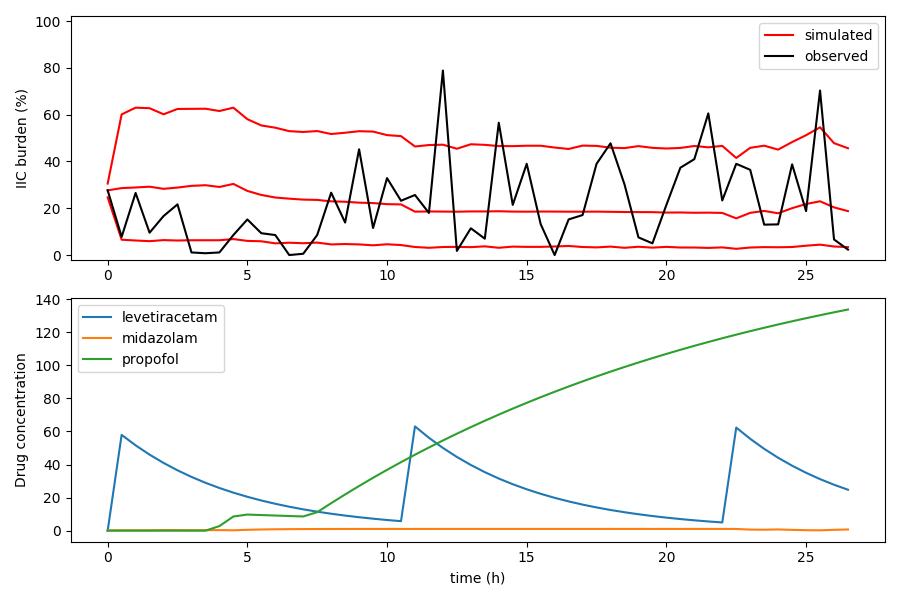 100
80
60
40
20
0
IIC burden (%)
simulated
observed
0 5 10 15 20 25
140
120
100
80
60
40
20
0
Drug concentration
levetiracetam
midazolam
propofol
0 5 10 15 20 25
time (h)